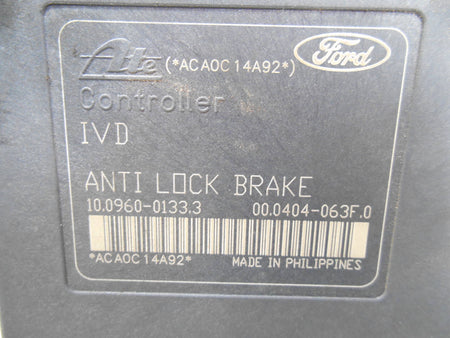 Ate (*ACA0C14A92*) Ford
Controller
IVD
ANTI LOCK BRAKE
10.0960-0133.3 00.0404-063F.0
*ACA0C14A92* MADE IN PHILIPPINES